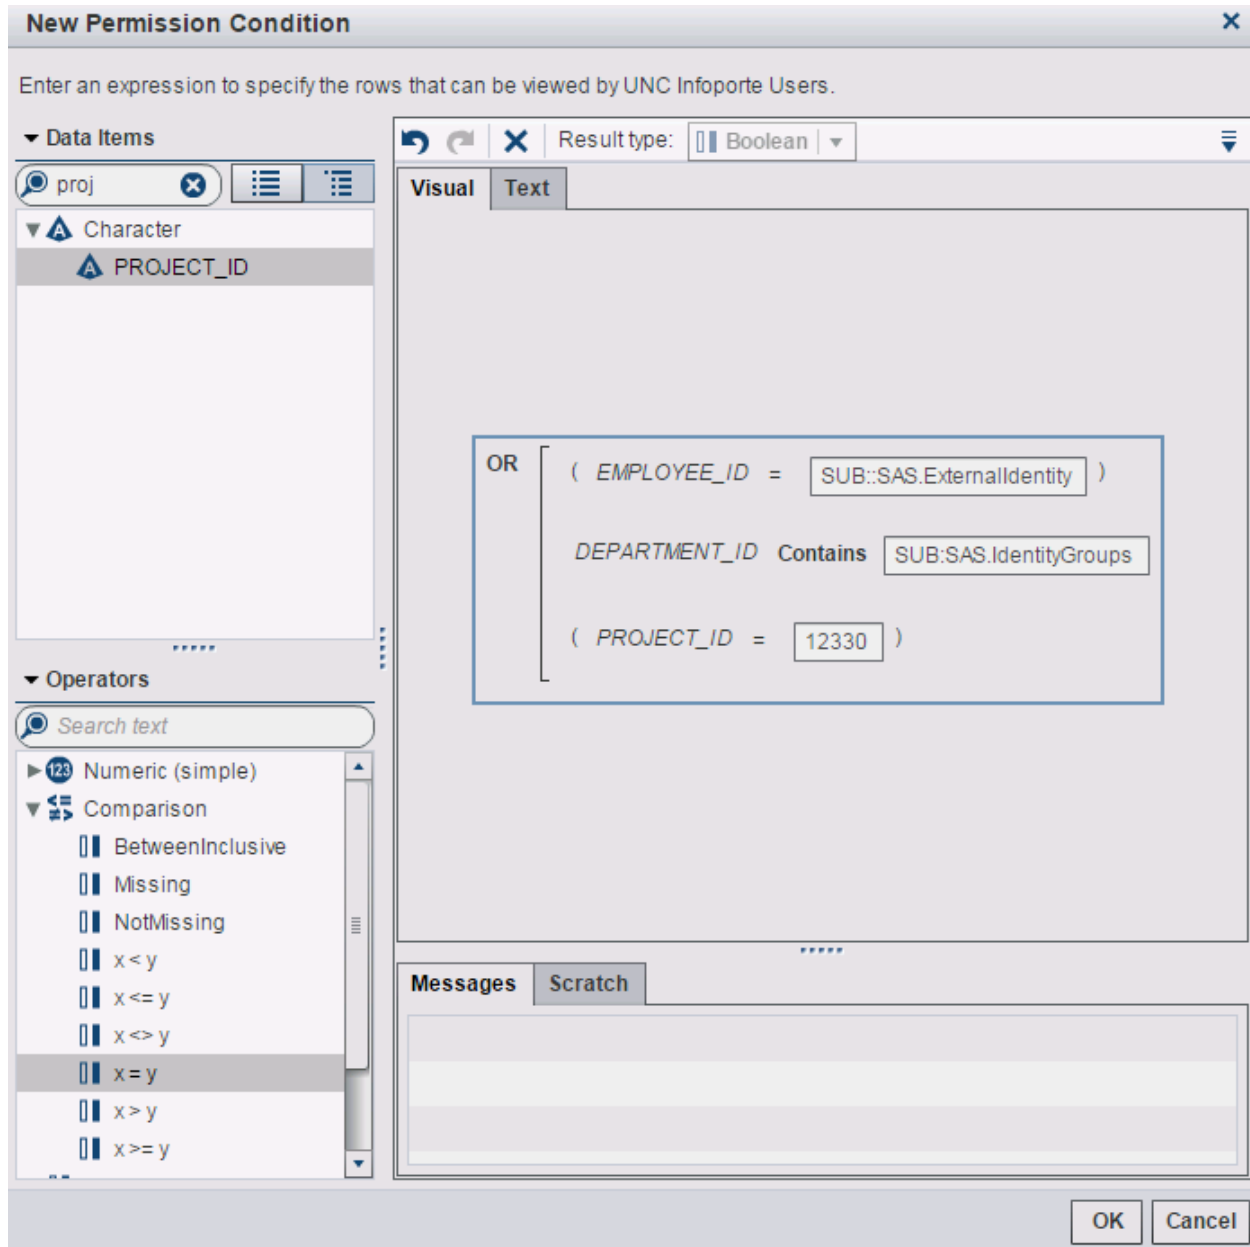 New Permission Condition
Enter an expression to specify the rows that can be viewed by UNC Infoporte Users.
Data Items
proj
Character
PROJECT_ID
Operators
Search text
Numeric (simple)
Comparison
BetweenInclusive
Missing
NotMissing
x < y
x <= y
x <> y
x = y
x > y
x >= y
Result type: Boolean
Visual Text
OR ( EMPLOYEE_ID = SUB::SAS.ExternalIdentity )
DEPARTMENT_ID Contains SUB:SAS.IdentityGroups
( PROJECT_ID = 12330 )
Messages Scratch
OK Cancel